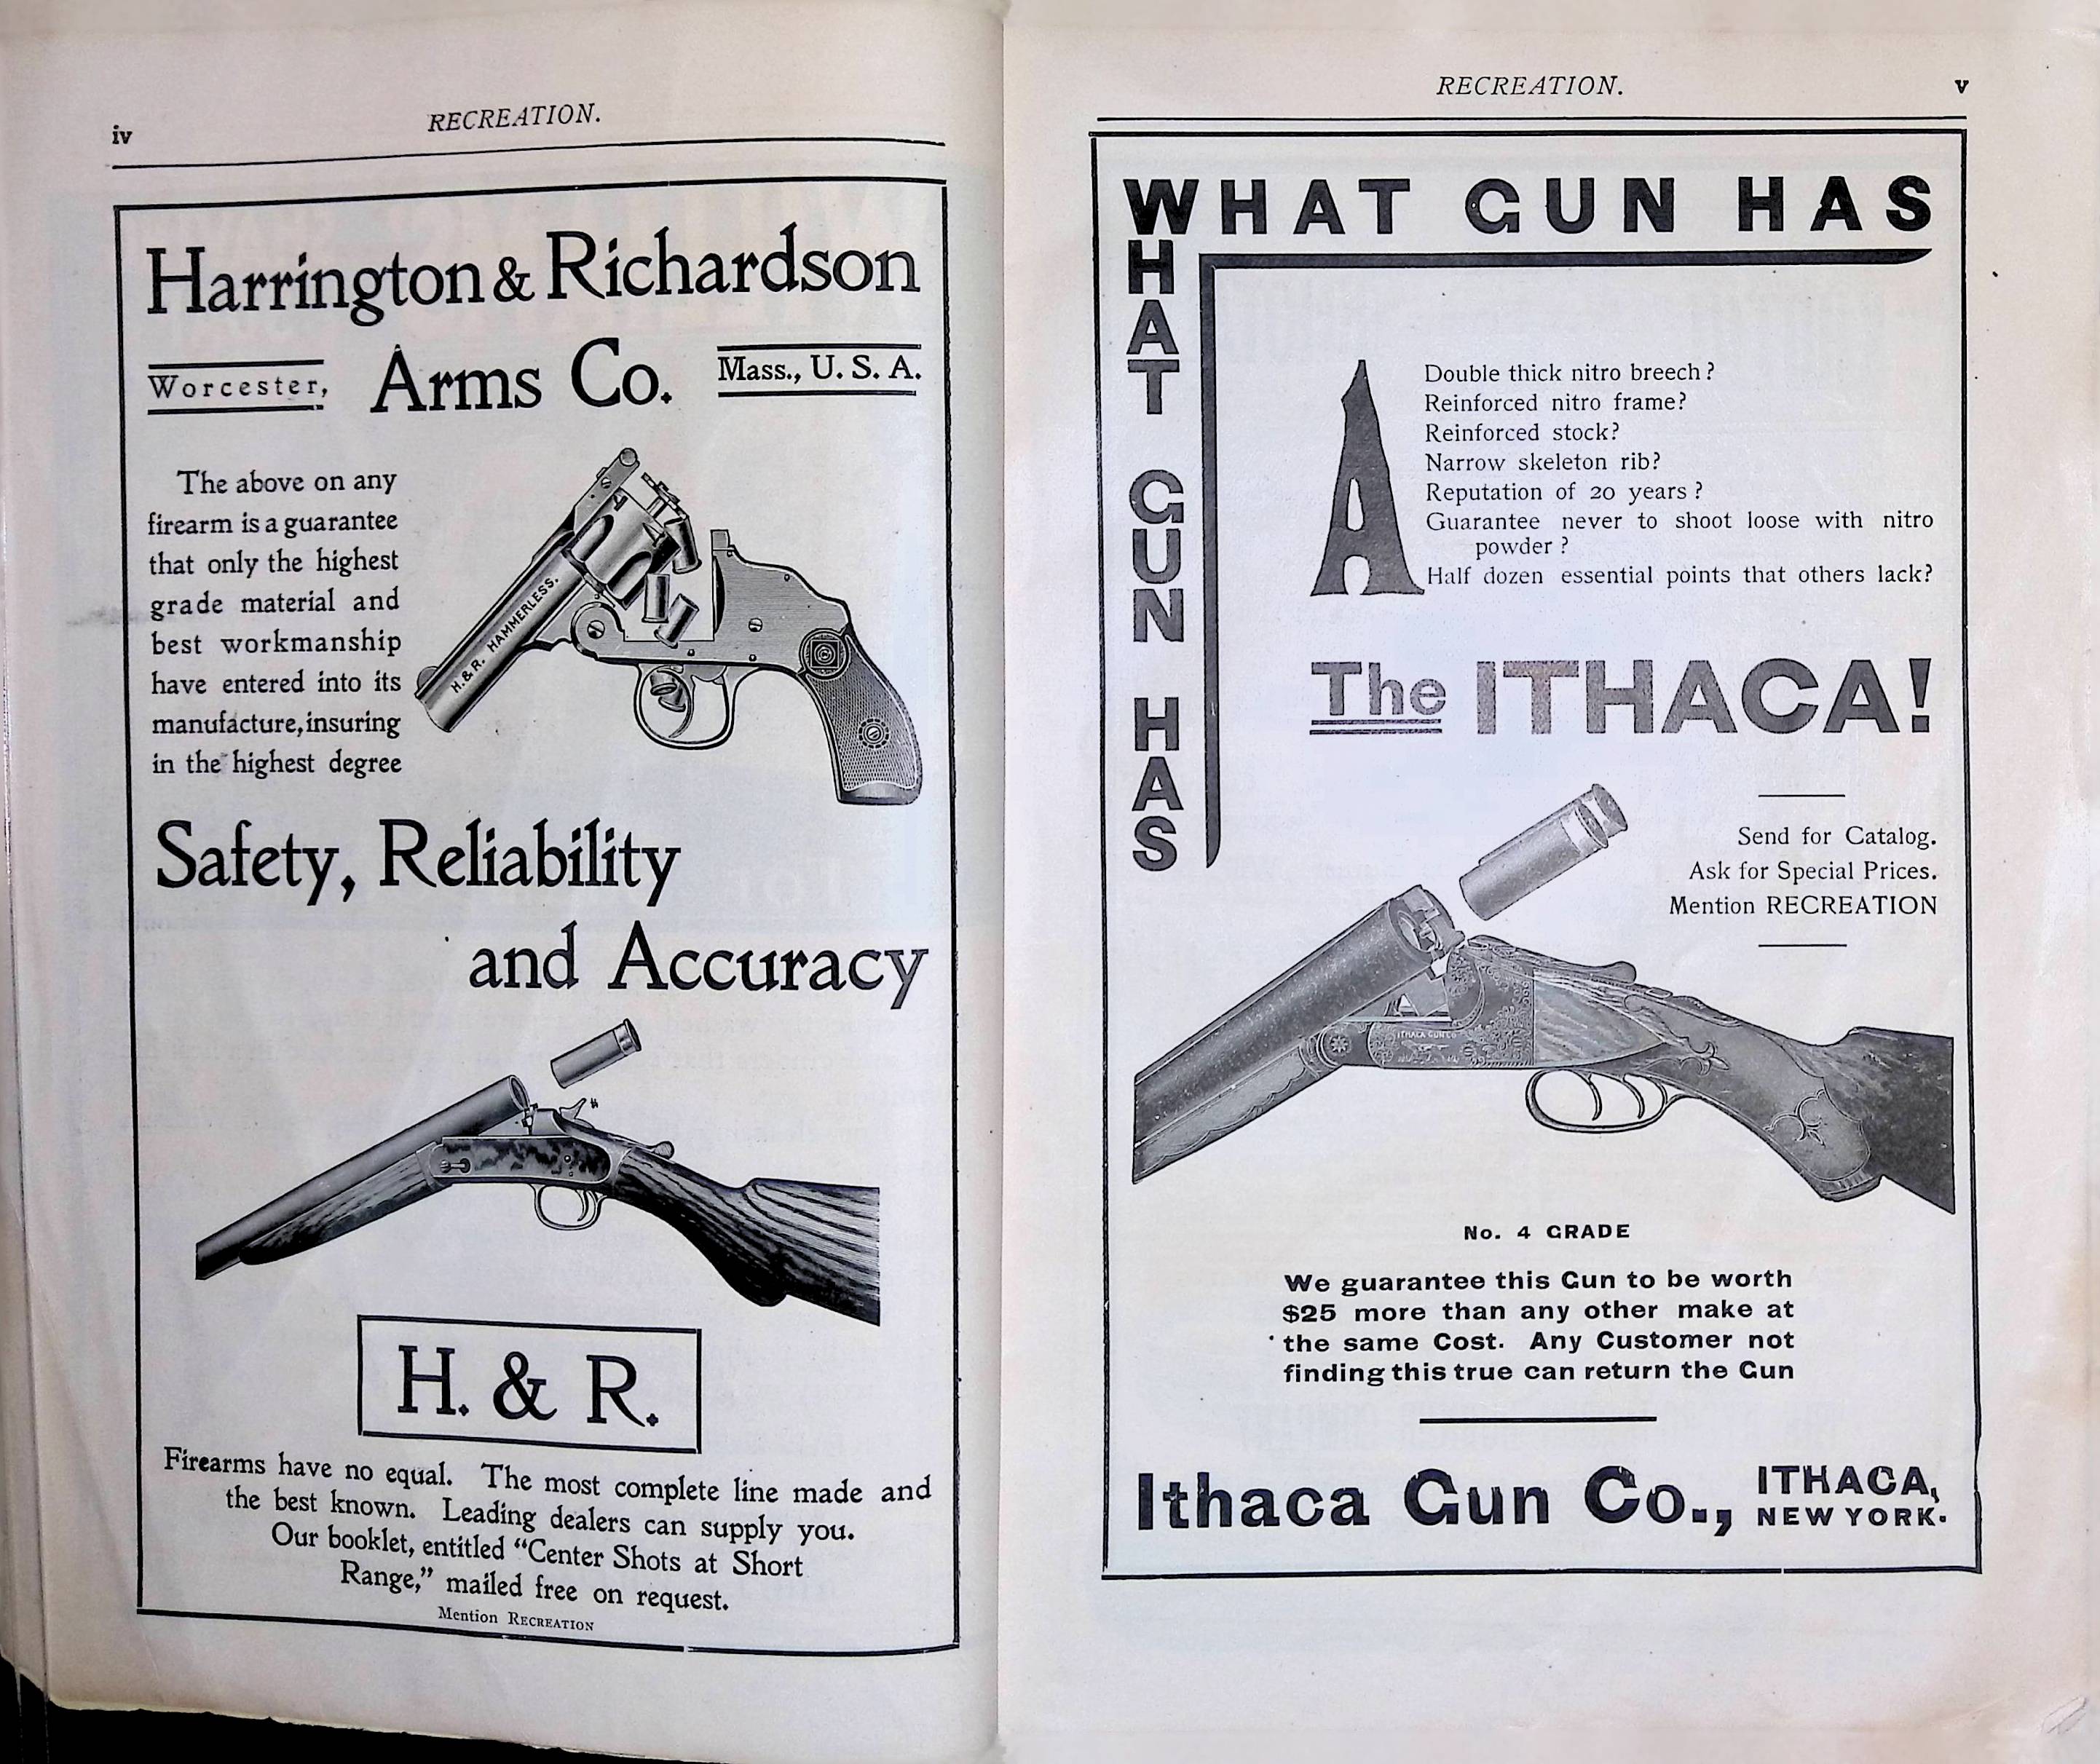 iv
RECREATION.
Harrington & Richardson
Worcester, Arms Co. Mass., U. S. A.
The above on any
firearm is a guarantee
that only the highest
grade material and
best workmanship
have entered into its
manufacture, insuring
in the highest degree
H.&R. HAMMERLESS.
Safety, Reliability
and Accuracy
H. & R.
Firearms have no equal. The most complete line made and
the best known. Leading dealers can supply you.
Our booklet, entitled “Center Shots at Short
Range,” mailed free on request.
Mention RECREATION
RECREATION.
v
WHAT GUN HAS
WHAT GUN HAS
A
Double thick nitro breech?
Reinforced nitro frame?
Reinforced stock?
Narrow skeleton rib?
Reputation of 20 years?
Guarantee never to shoot loose with nitro
powder?
Half dozen essential points that others lack?
The ITHACA!
Send for Catalog.
Ask for Special Prices.
Mention RECREATION
ITHACA GUN CO
No. 4 GRADE
We guarantee this Gun to be worth
$25 more than any other make at
the same Cost. Any Customer not
finding this true can return the Gun
Ithaca Gun Co., ITHACA,
NEW YORK.